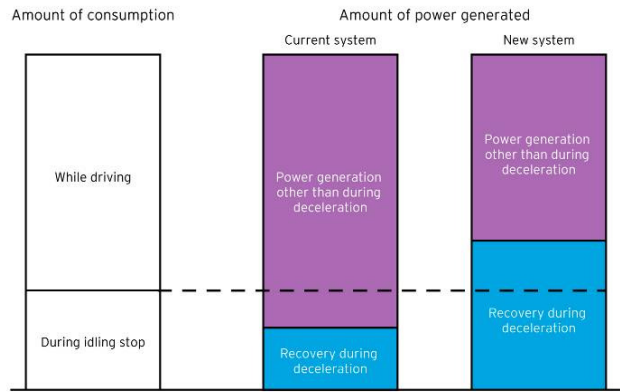 Amount of consumption
Amount of power generated
Current system
New system
While driving
During idling stop
Power generation
other than during
deceleration
Recovery during
deceleration
Power generation
other than during
deceleration
Recovery during
deceleration